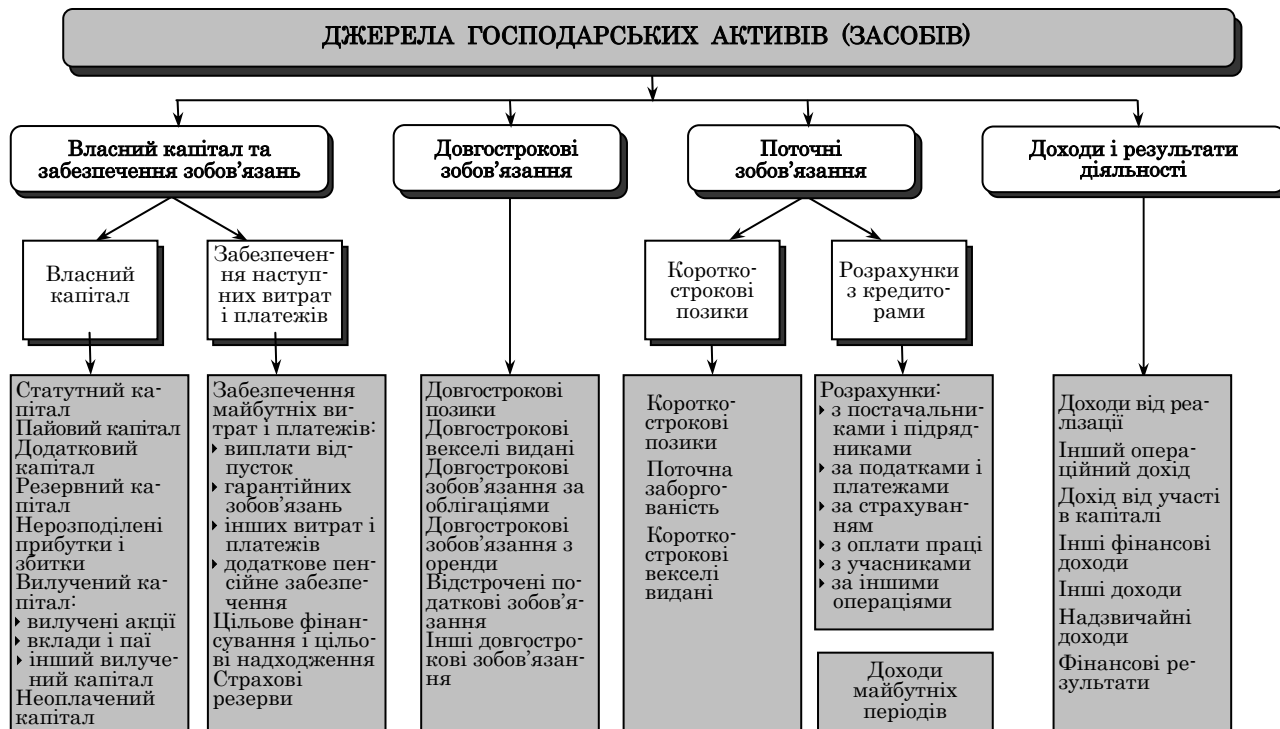 ДЖЕРЕЛА ГОСПОДАРСЬКИХ АКТИВІВ (ЗАСОБІВ)
Власний капітал та
забезпечення зобов’язань
Довгострокові
зобов’язання
Поточні
зобов’язання
Доходи і результати
діяльності
Власний
капітал
Забезпечен-
ня наступ-
них витрат
і платежів
Коротко-
строкові
позики
Розрахунки
з кредито-
рами
Статутний ка-
пітал
Пайовий капітал
Додатковий
капітал
Резервний ка-
пітал
Нерозподілені
прибутки і
збитки
Вилучений ка-
пітал:
вилучені акції
вклади і паї
інший вилуче-
ний капітал
Неоплачений
капітал
Забезпечення
майбутніх ви-
трат і платежів:
виплати від-
пусток
гарантійних
зобов’язань
інших витрат і
платежів
додаткове пен-
сійне забезпе-
чення
Цільове фінан-
сування і цільо-
ві надходження
Страхові
резерви
Довгострокові
позики
Довгострокові
векселі видані
Довгострокові
зобов’язання за
облігаціями
Довгострокові
зобов’язання з
оренди
Відстрочені по-
даткові зобов’я-
зання
Інші довгостро-
кові зобов’язан-
ня
Коротко-
строкові
позики
Поточна
заборго-
ваність
Коротко-
строкові
векселі
видані
Розрахунки:
з постачальни-
ками і підряд-
никами
за податками і
платежами
за страхуван-
ням
з оплати праці
з учасниками
за іншими
операціями
Доходи
майбутніх
періодів
Доходи від реа-
лізації
Інший опера-
ційний дохід
Дохід від участі
в капіталі
Інші фінансові
доходи
Інші доходи
Надзвичайні
доходи
Фінансові ре-
зультати